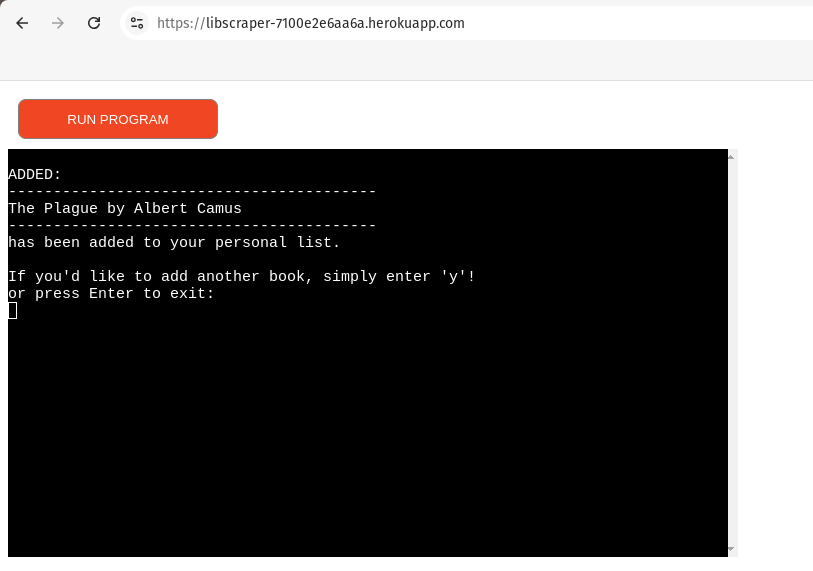 https://libscraper-7100e2e6aa6a.herokuapp.com
RUN PROGRAM
ADDED:
-----------------------------------------
The Plague by Albert Camus
-----------------------------------------
has been added to your personal list.
If you'd like to add another book, simply enter 'y'!
or press Enter to exit: